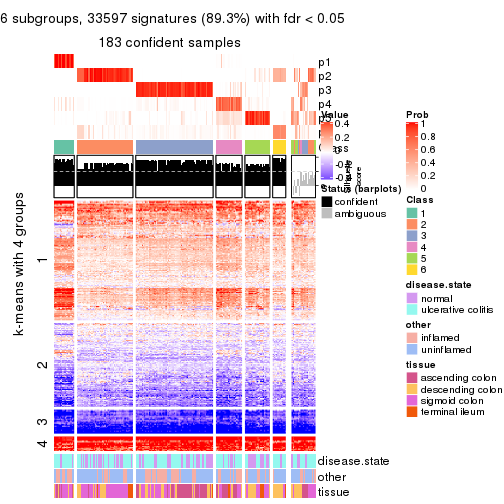 6 subgroups, 33597 signatures (89.3%) with fdr < 0.05
183 confident samples
p1
p2
p3
p4
Value
0.4
0.2
0
Prob
1
0.8
0.6
0.4
0.2
0
score
Status (barplots)
confident
ambiguous
Class
1
2
3
4
5
6
disease.state
normal
ulcerative colitis
other
inflamed
uninflamed
tissue
ascending colon
descending colon
sigmoid colon
terminal ileum
k-means with 4 groups
1
2
3
4
disease.state
other
tissue